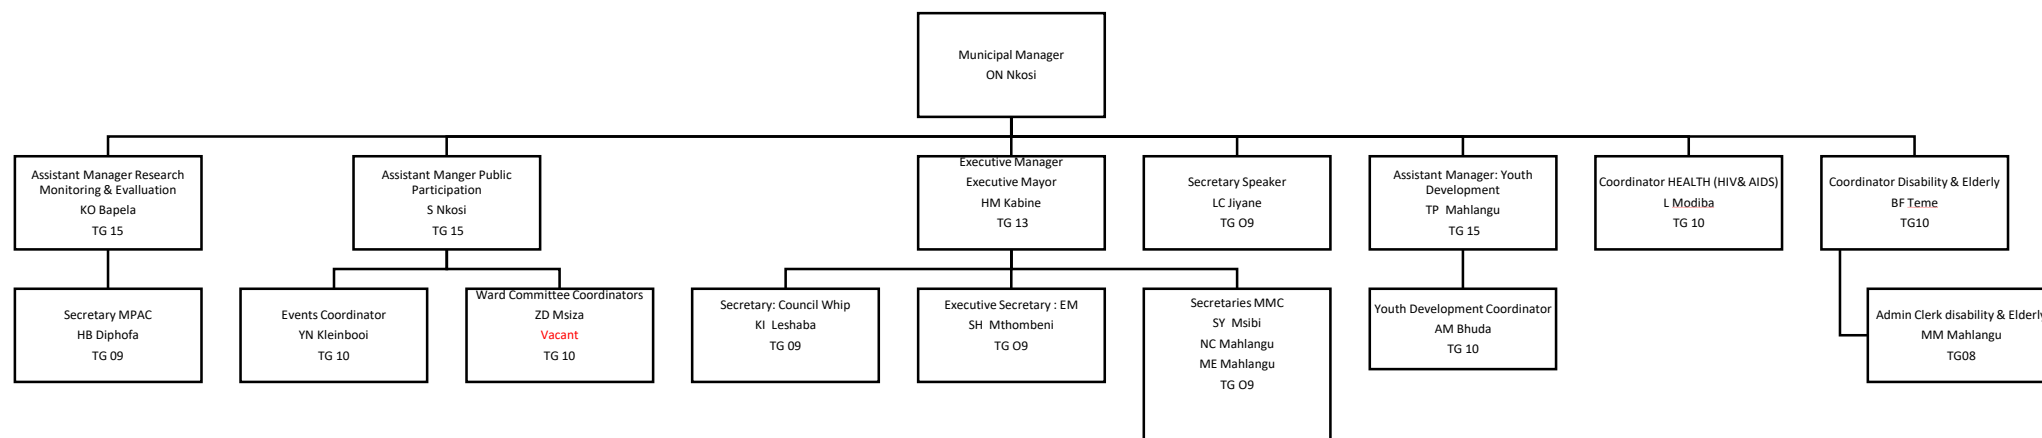 Municipal Manager
ON Nkosi
Assistant Manager Research
Monitoring & Evalluation
KO Bapela
TG 15
Assistant Manger Public
Participation
S Nkosi
TG 15
Executive Manager
Executive Mayor
HM Kabine
TG 13
Secretary Speaker
LC Jiyane
TG O9
Assistant Manager: Youth
Development
TP Mahlangu
TG 15
Coordinator HEALTH (HIV& AIDS)
L Modiba
TG 10
Coordinator Disability & Elderly
BF Teme
TG10
Secretary MPAC
HB Diphofa
TG 09
Events Coordinator
YN Kleinbooi
TG 10
Ward Committee Coordinators
ZD Msiza
Vacant
TG 10
Secretary: Council Whip
KI Leshaba
TG 09
Executive Secretary : EM
SH Mthombeni
TG O9
Secretaries MMC
SY Msibi
NC Mahlangu
ME Mahlangu
TG O9
Youth Development Coordinator
AM Bhuda
TG 10
Admin Clerk disability & Elderly
MM Mahlangu
TG08